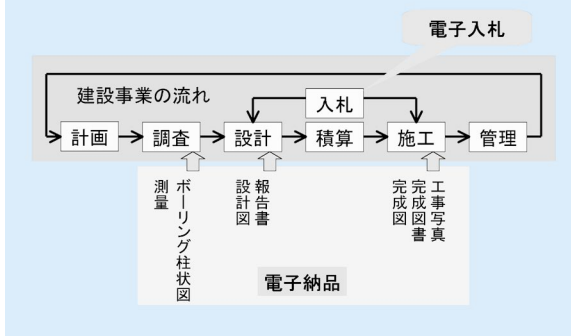 電子入札
建設事業の流れ
入札
計画
調査
設計
積算
施工
管理
測量
ボーリング柱状図
設計図
報告書
完成図
完成図書
工事写真
電子納品